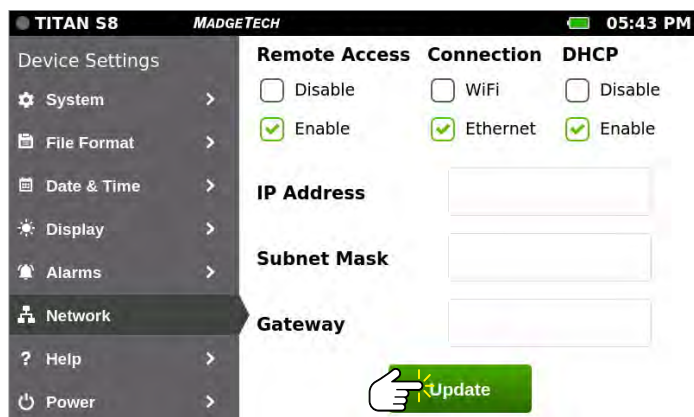 TITAN S8 MADGETECH 05:43 PM
Device Settings
System
File Format
Date & Time
Display
Alarms
Network
Help
Power
Remote Access Connection DHCP
Disable WiFi Disable
Enable Ethernet Enable
IP Address
Subnet Mask
Gateway
Update